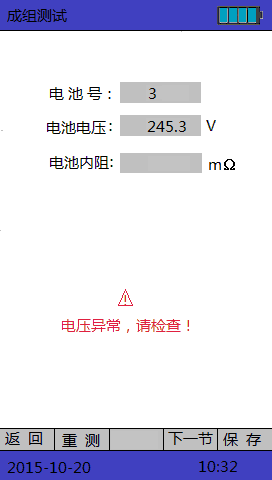 成组测试
电 池 号： 3
电池电压： 245.3 V
电池内阻: mΩ
电压异常，请检查！
返 回 重 测 下一节 保 存
2015-10-20 10:32